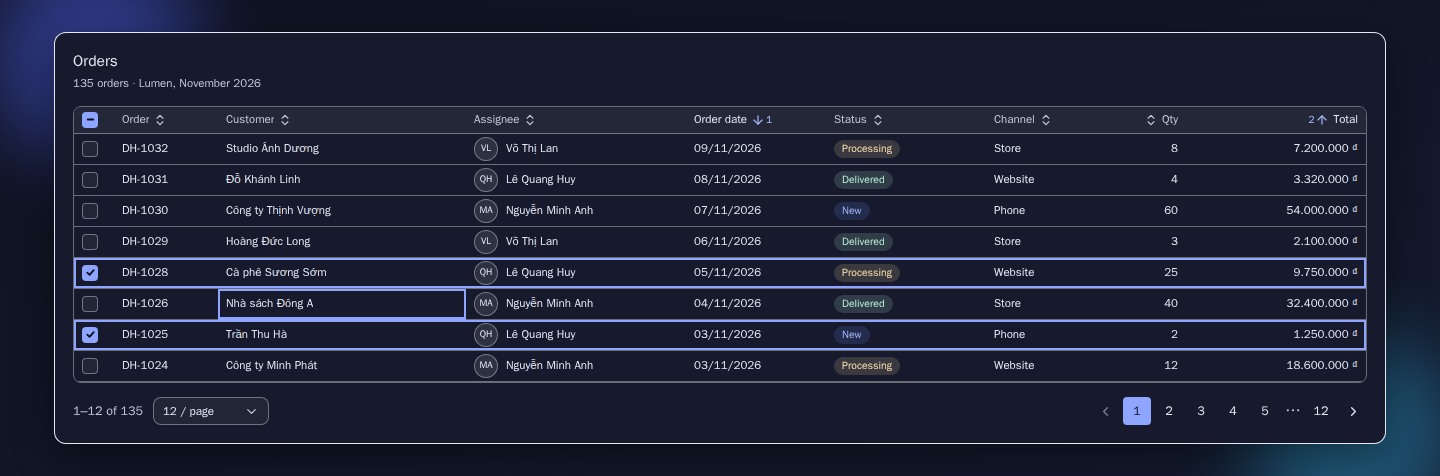 Orders
135 orders · Lumen, November 2026
Order Customer Assignee Order date 1 Status Channel Qty 2 Total
DH-1032 Studio Ánh Dương VL Võ Thị Lan 09/11/2026 Processing Store 8 7.200.000 ₫
DH-1031 Đỗ Khánh Linh QH Lê Quang Huy 08/11/2026 Delivered Website 4 3.320.000 ₫
DH-1030 Công ty Thịnh Vượng MA Nguyễn Minh Anh 07/11/2026 New Phone 60 54.000.000 ₫
DH-1029 Hoàng Đức Long VL Võ Thị Lan 06/11/2026 Delivered Store 3 2.100.000 ₫
DH-1028 Cà phê Sương Sớm QH Lê Quang Huy 05/11/2026 Processing Website 25 9.750.000 ₫
DH-1026 Nhà sách Đông A MA Nguyễn Minh Anh 04/11/2026 Delivered Store 40 32.400.000 ₫
DH-1025 Trần Thu Hà QH Lê Quang Huy 03/11/2026 New Phone 2 1.250.000 ₫
DH-1024 Công ty Minh Phát MA Nguyễn Minh Anh 03/11/2026 Processing Website 12 18.600.000 ₫
1–12 of 135 12 / page 1 2 3 4 5 ••• 12